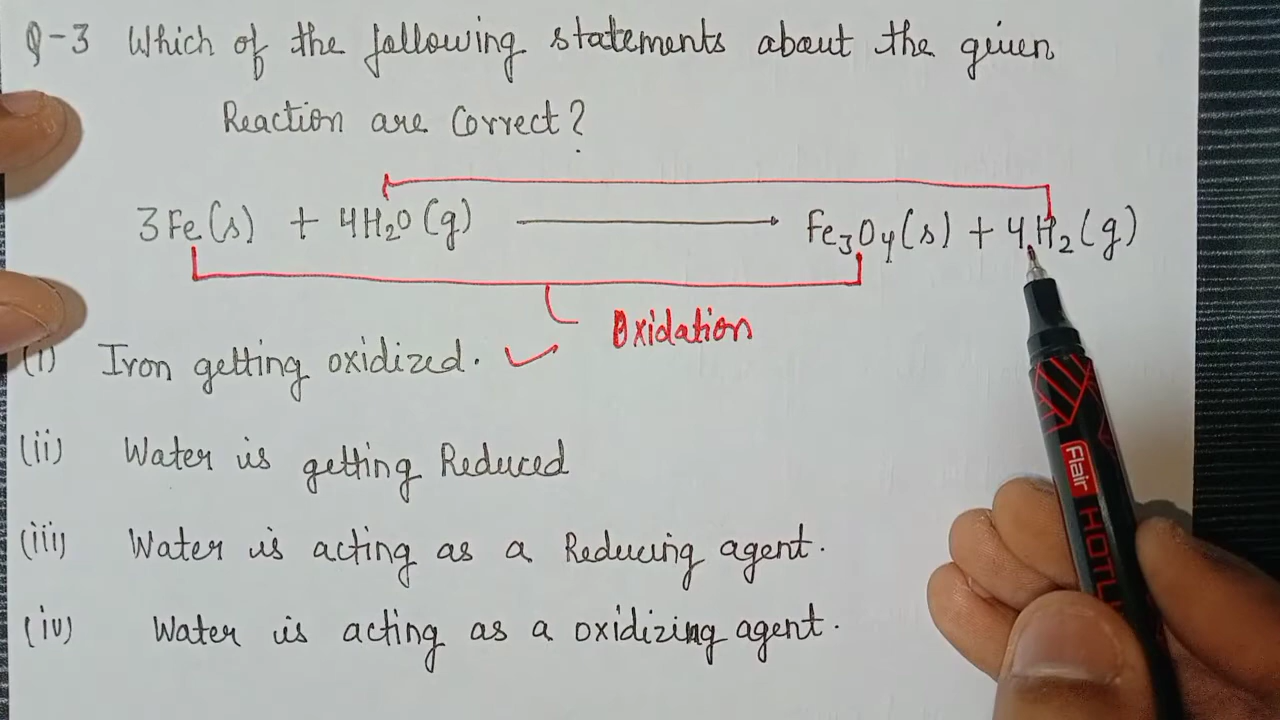 Q-3 Which of the following statements about the given
Reaction are Correct?
3Fe(s) + 4H₂O(g) ⟶ Fe₃O₄(s) + 4H₂(g)
Oxidation
(i) Iron getting oxidized. ✓
(ii) Water is getting Reduced
(iii) Water is acting as a Reducing agent.
(iv) Water is acting as a oxidizing agent.
Flair HOTL